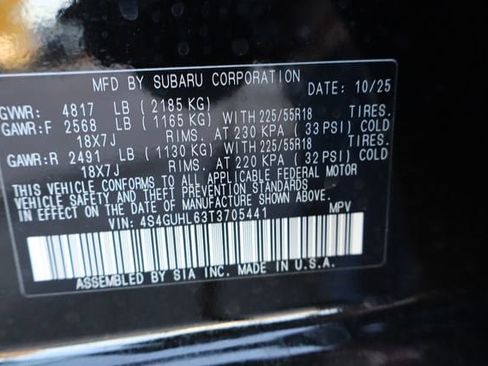 MFD BY SUBARU CORPORATION DATE: 10/25
GVWR: 4817 LB (2185 KG)
GAWR:F 2568 LB (1165 KG) WITH 225/55R18 TIRES.
18X7J RIMS. AT 230 KPA (33 PSI) COLD
GAWR:R 2491 LB (1130 KG) WITH 225/55R18 TIRES.
18X7J RIMS. AT 220 KPA (32 PSI) COLD
THIS VEHICLE CONFORMS TO ALL APPLICABLE FEDERAL MOTOR
VEHICLE SAFETY STANDARDS IN EFFECT ON THE DATE OF
MANUFACTURE SHOWN ABOVE.
VIN: 4S4GUHL63T3705441 MPV
ASSEMBLED BY SIA INC. MADE IN U.S.A.